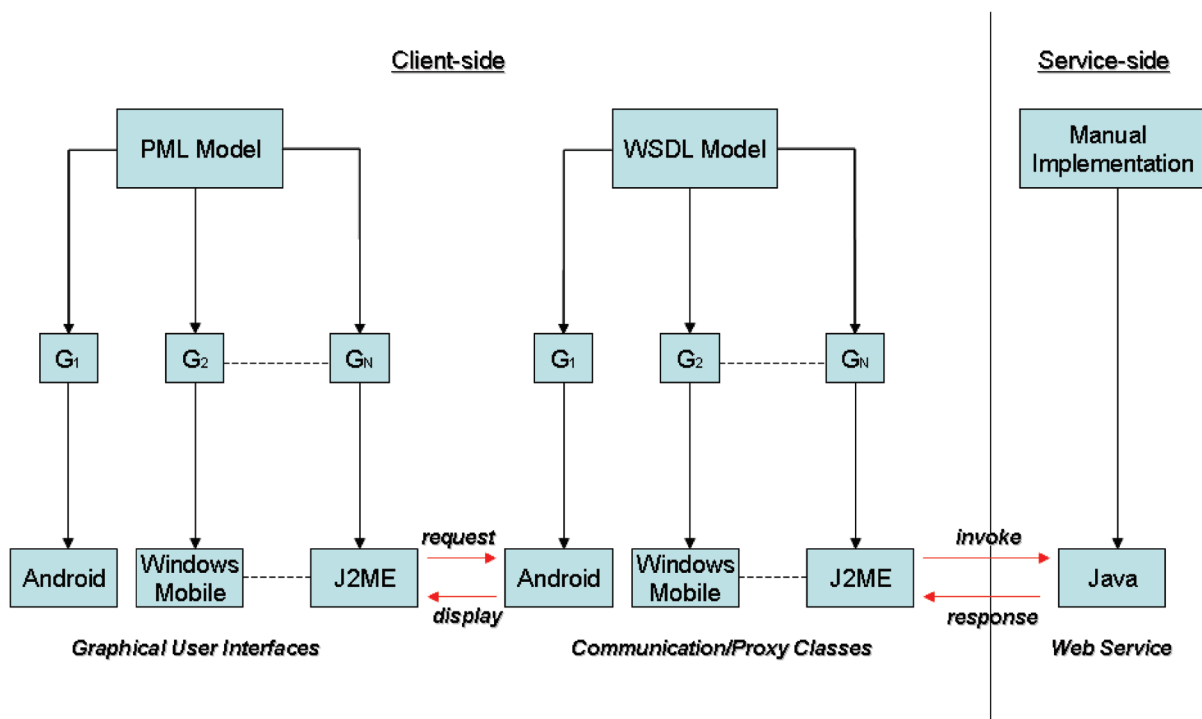 Client-side
Service-side
PML Model
WSDL Model
Manual
Implementation
G1
G2
GN
G1
G2
GN
request
invoke
Android
Windows
Mobile
J2ME
Android
Windows
Mobile
J2ME
Java
display
response
Graphical User Interfaces
Communication/Proxy Classes
Web Service